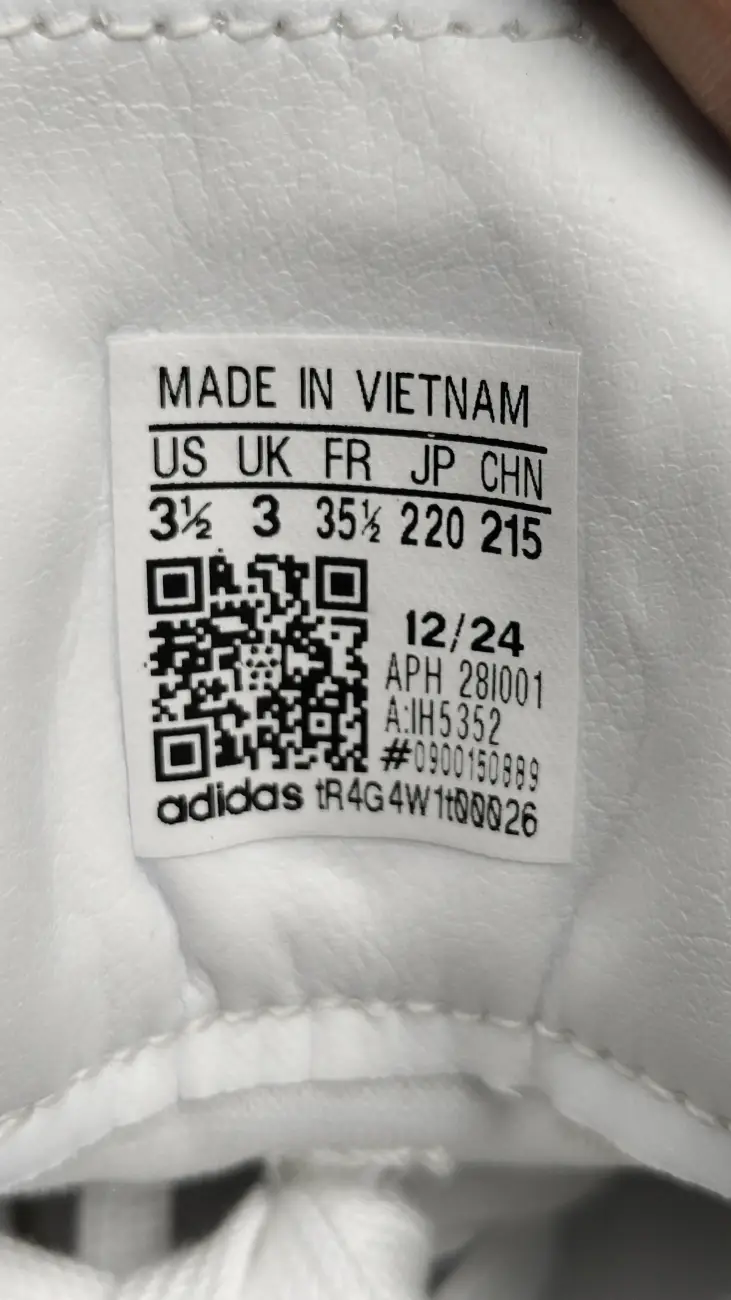 MADE IN VIETNAM
US UK FR JP CHN
3½ 3 35½ 220 215
12/24
APH 28I001
A:IH5352
#0900150889
adidas tR4G4W1t00026